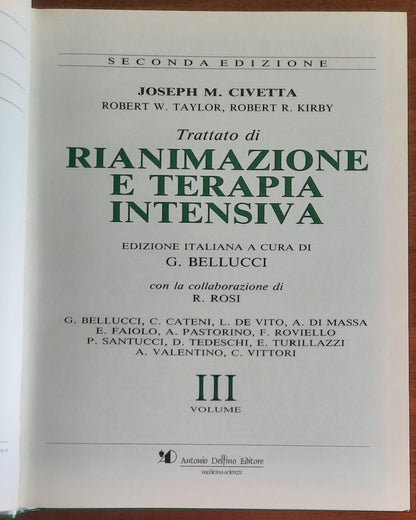 SECONDA EDIZIONE
JOSEPH M. CIVETTA
ROBERT W. TAYLOR, ROBERT R. KIRBY
Trattato di
RIANIMAZIONE
E TERAPIA
INTENSIVA
EDIZIONE ITALIANA A CURA DI
G. BELLUCCI
con la collaborazione di
R. ROSI
G. BELLUCCI, C. CATENI, L. DE VITO, A. DI MASSA
E. FAIOLO, A. PASTORINO, F. ROVIELLO
P. SANTUCCI, D. TEDESCHI, E. TURILLAZZI
A. VALENTINO, C. VITTORI
III
VOLUME
Antonio Delfino Editore
medicina-scienze